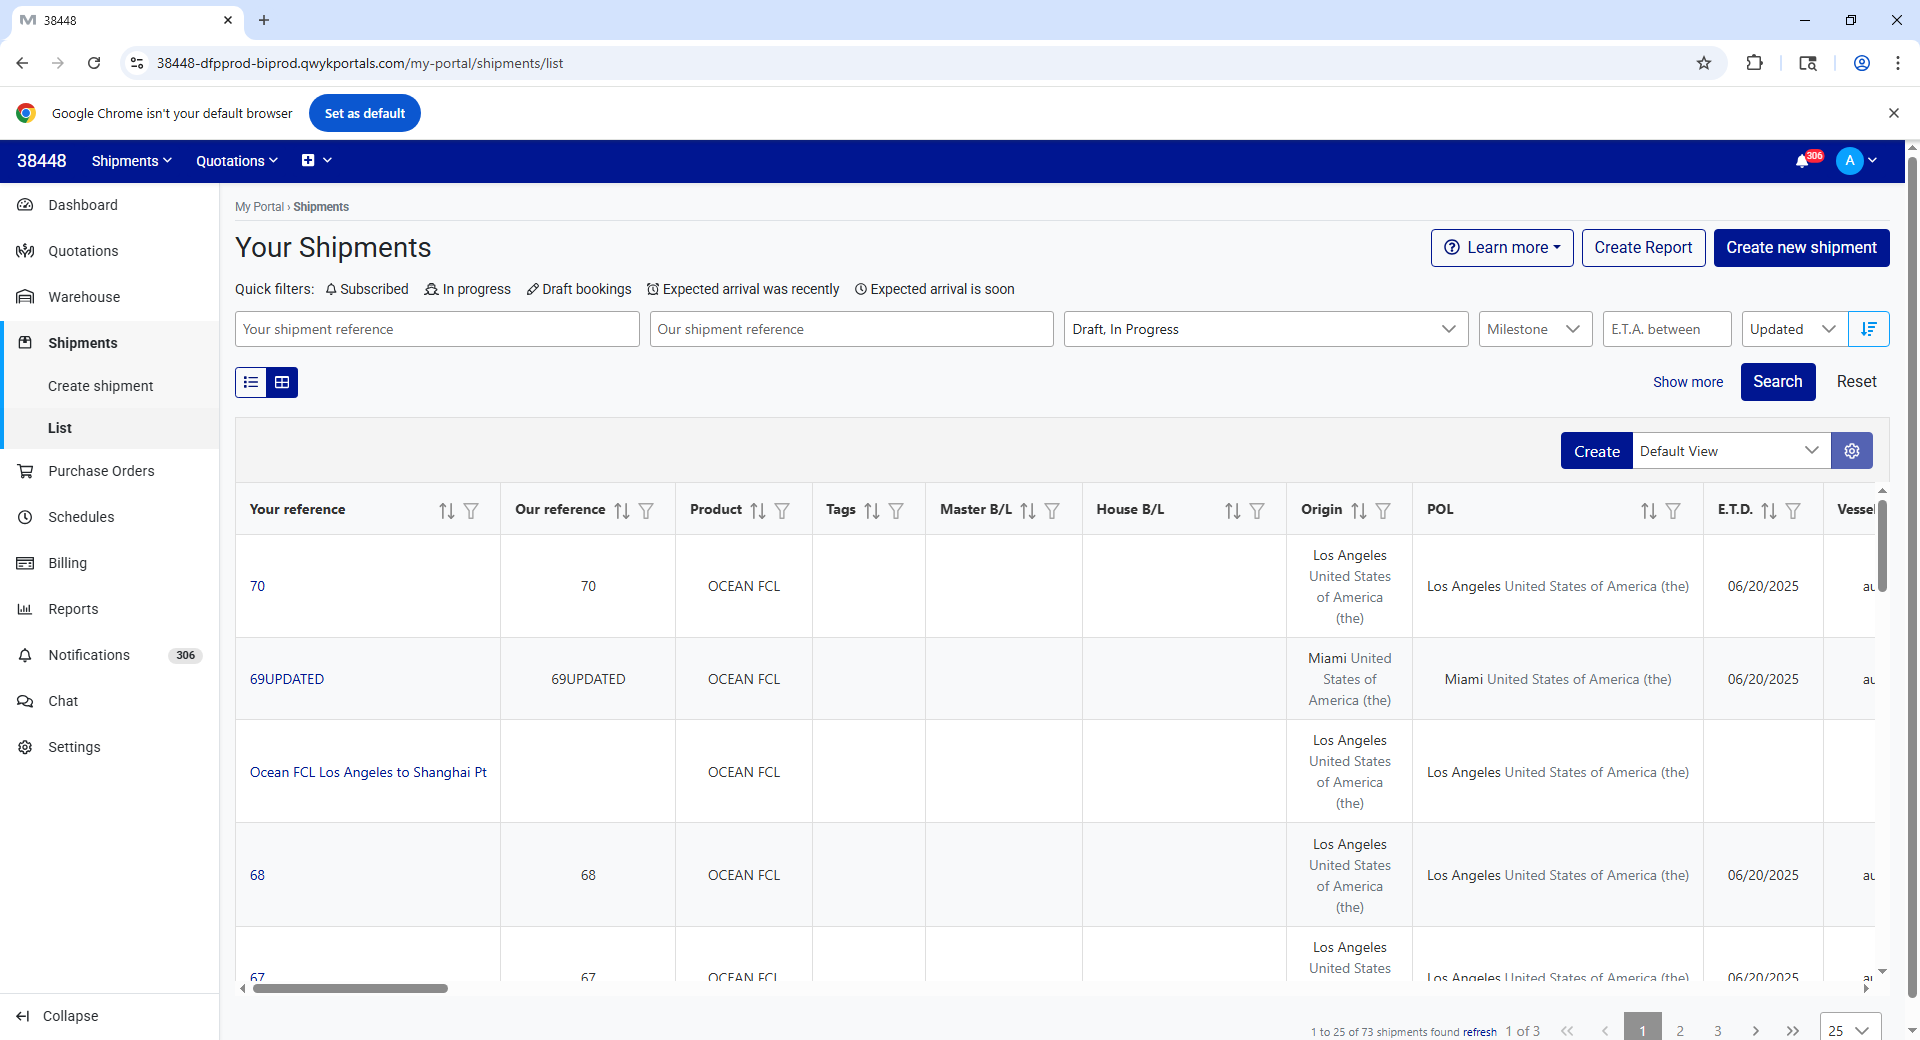 38448
38448-dfpprod-biprod.qwykportals.com/my-portal/shipments/list
Google Chrome isn't your default browser
Set as default
38448
Shipments
Quotations
306
A
Dashboard
Quotations
Warehouse
Shipments
Create shipment
List
Purchase Orders
Schedules
Billing
Reports
Notifications
306
Chat
Settings
Collapse
My Portal › Shipments
Your Shipments
Learn more
Create Report
Create new shipment
Quick filters: Subscribed In progress Draft bookings Expected arrival was recently Expected arrival is soon
Your shipment reference
Our shipment reference
Draft, In Progress
Milestone
E.T.A. between
Updated
Show more
Search
Reset
Create
Default View
Your reference Our reference Product Tags Master B/L House B/L Origin POL E.T.D. Vessel
70 70 OCEAN FCL
Los Angeles
United States
of America
(the)
Los Angeles United States of America (the) 06/20/2025 au
69UPDATED 69UPDATED OCEAN FCL
Miami United
States of
America (the)
Miami United States of America (the) 06/20/2025 au
Ocean FCL Los Angeles to Shanghai Pt OCEAN FCL
Los Angeles
United States
of America
(the)
Los Angeles United States of America (the)
68 68 OCEAN FCL
Los Angeles
United States
of America
(the)
Los Angeles United States of America (the) 06/20/2025 au
67 67 OCEAN FCL
Los Angeles
United States
Los Angeles United States of America (the) 06/20/2025 au
1 to 25 of 73 shipments found refresh 1 of 3 1 2 3 25